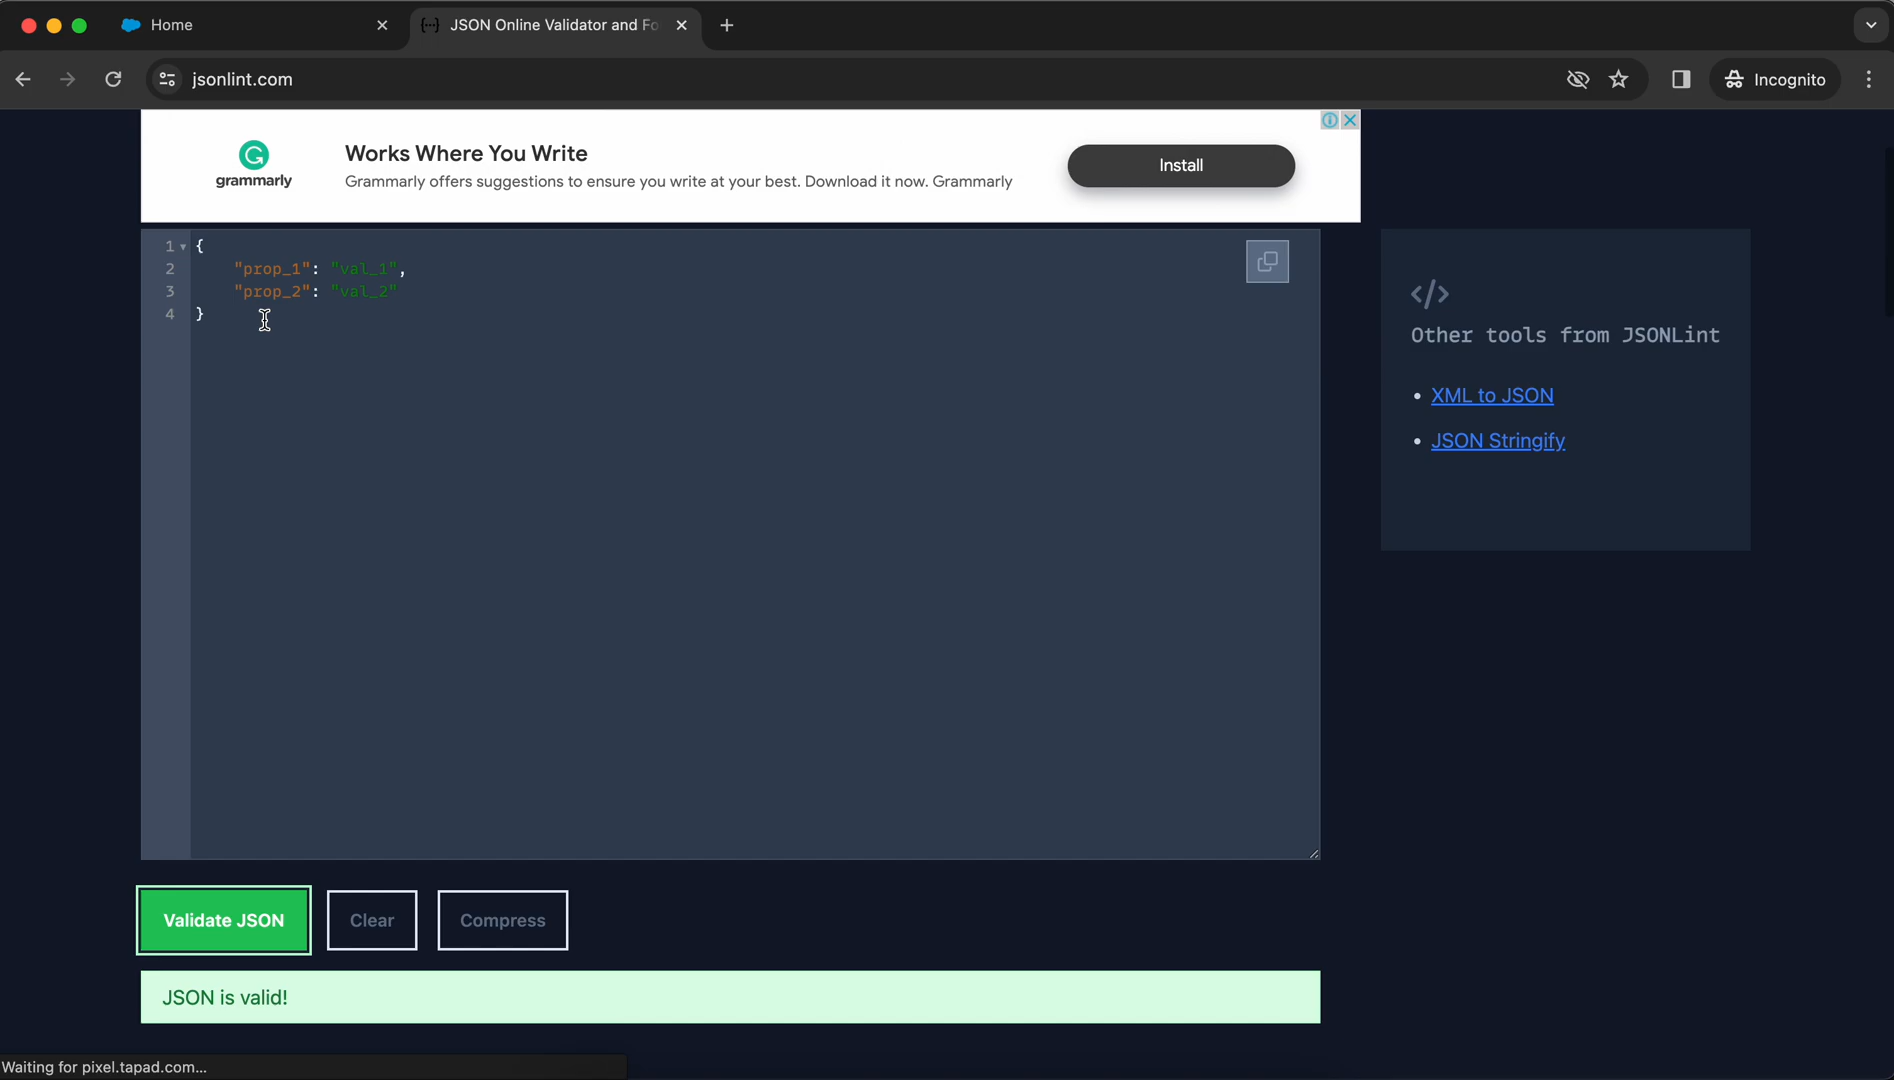 Home
JSON Online Validator and Fo
jsonlint.com
Incognito
grammarly
Works Where You Write
Grammarly offers suggestions to ensure you write at your best. Download it now. Grammarly
Install
1 {
2 "prop_1": "val_1",
3 "prop_2": "val_2"
4 }
</>
Other tools from JSONLint
• XML to JSON
• JSON Stringify
Validate JSON
Clear
Compress
JSON is valid!
Waiting for pixel.tapad.com...